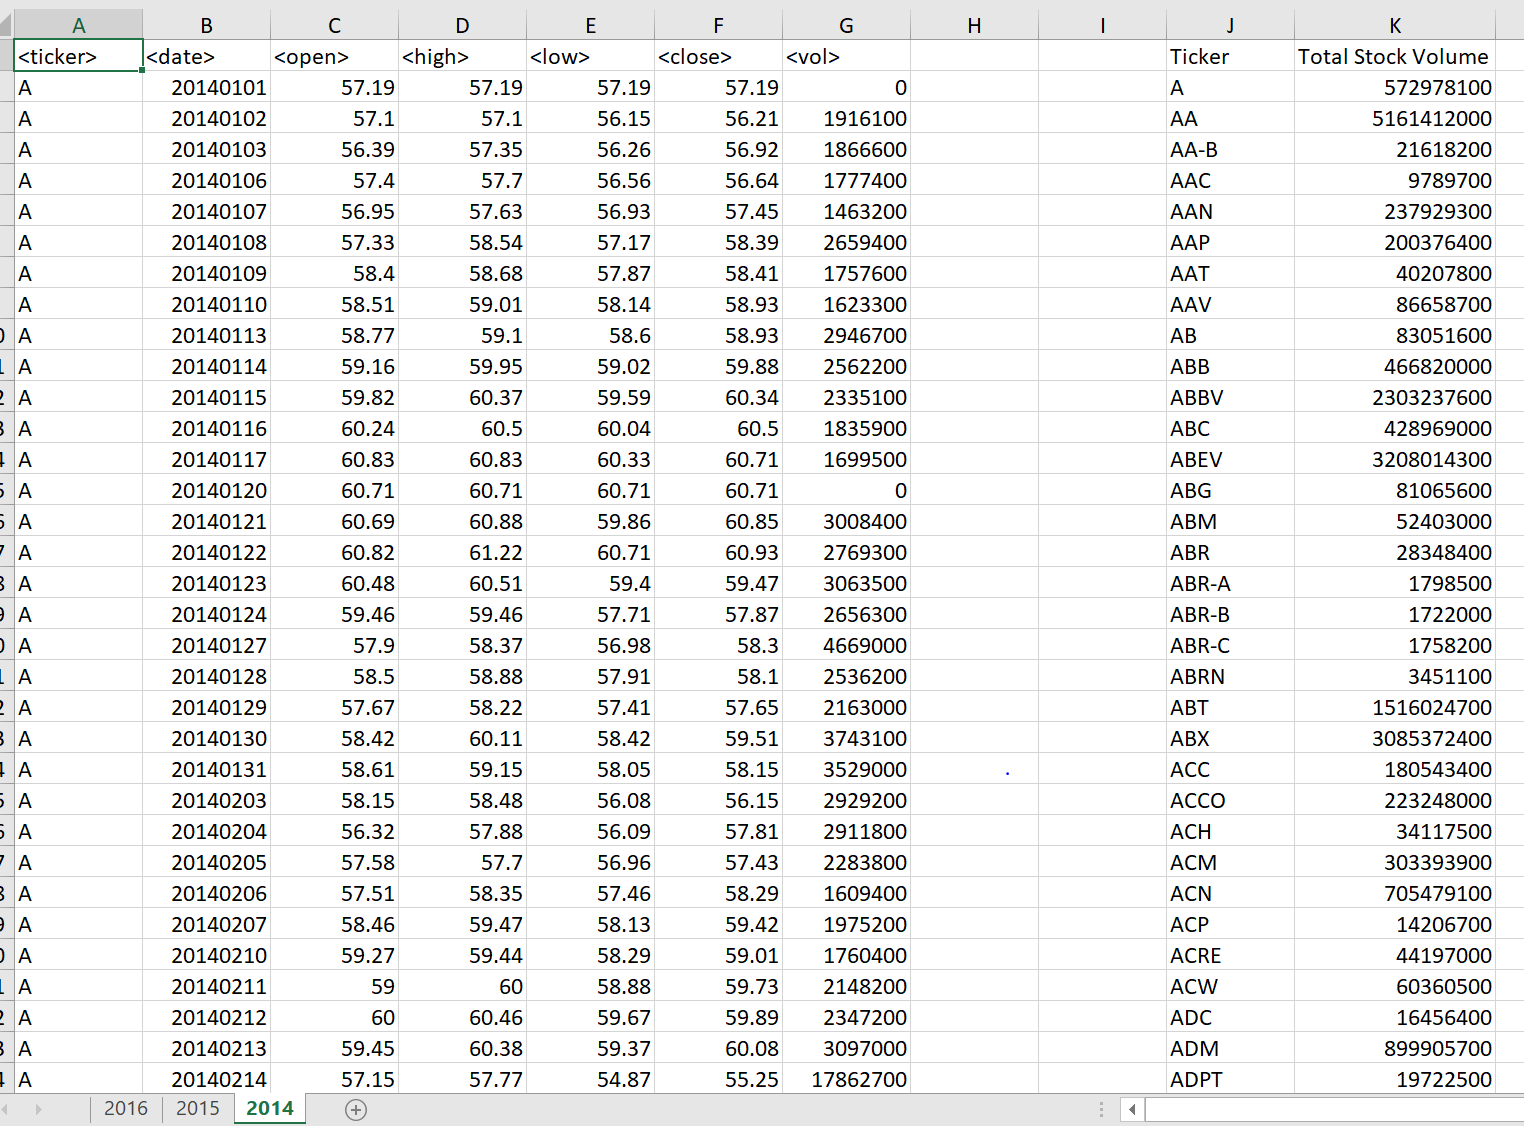 A B C D E F G H I J K
<ticker> <date> <open> <high> <low> <close> <vol> Ticker Total Stock Volume
A 20140101 57.19 57.19 57.19 57.19 0 A 572978100
A 20140102 57.1 57.1 56.15 56.21 1916100 AA 5161412000
A 20140103 56.39 57.35 56.26 56.92 1866600 AA-B 21618200
A 20140106 57.4 57.7 56.56 56.64 1777400 AAC 9789700
A 20140107 56.95 57.63 56.93 57.45 1463200 AAN 237929300
A 20140108 57.33 58.54 57.17 58.39 2659400 AAP 200376400
A 20140109 58.4 58.68 57.87 58.41 1757600 AAT 40207800
A 20140110 58.51 59.01 58.14 58.93 1623300 AAV 86658700
A 20140113 58.77 59.1 58.6 58.93 2946700 AB 83051600
A 20140114 59.16 59.95 59.02 59.88 2562200 ABB 466820000
A 20140115 59.82 60.37 59.59 60.34 2335100 ABBV 2303237600
A 20140116 60.24 60.5 60.04 60.5 1835900 ABC 428969000
A 20140117 60.83 60.83 60.33 60.71 1699500 ABEV 3208014300
A 20140120 60.71 60.71 60.71 60.71 0 ABG 81065600
A 20140121 60.69 60.88 59.86 60.85 3008400 ABM 52403000
A 20140122 60.82 61.22 60.71 60.93 2769300 ABR 28348400
A 20140123 60.48 60.51 59.4 59.47 3063500 ABR-A 1798500
A 20140124 59.46 59.46 57.71 57.87 2656300 ABR-B 1722000
A 20140127 57.9 58.37 56.98 58.3 4669000 ABR-C 1758200
A 20140128 58.5 58.88 57.91 58.1 2536200 ABRN 3451100
A 20140129 57.67 58.22 57.41 57.65 2163000 ABT 1516024700
A 20140130 58.42 60.11 58.42 59.51 3743100 ABX 3085372400
A 20140131 58.61 59.15 58.05 58.15 3529000 ACC 180543400
A 20140203 58.15 58.48 56.08 56.15 2929200 ACCO 223248000
A 20140204 56.32 57.88 56.09 57.81 2911800 ACH 34117500
A 20140205 57.58 57.7 56.96 57.43 2283800 ACM 303393900
A 20140206 57.51 58.35 57.46 58.29 1609400 ACN 705479100
A 20140207 58.46 59.47 58.13 59.42 1975200 ACP 14206700
A 20140210 59.27 59.44 58.29 59.01 1760400 ACRE 44197000
A 20140211 59 60 58.88 59.73 2148200 ACW 60360500
A 20140212 60 60.46 59.67 59.89 2347200 ADC 16456400
A 20140213 59.45 60.38 59.37 60.08 3097000 ADM 899905700
A 20140214 57.15 57.77 54.87 55.25 17862700 ADPT 19722500
2016 2015 2014